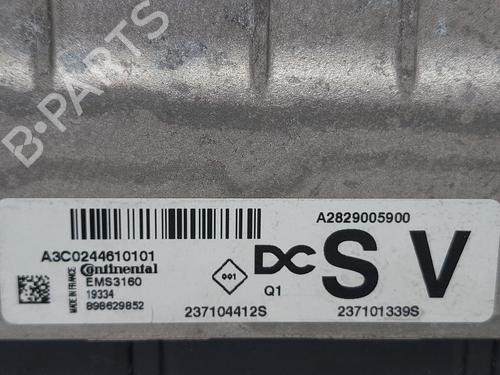 B-PARTS
A2829005900
A3C0244610101
Continental
EMS3160
19334
898629852
MADE IN FRANCE
001
DC S V
Q1
237104412S
237101339S